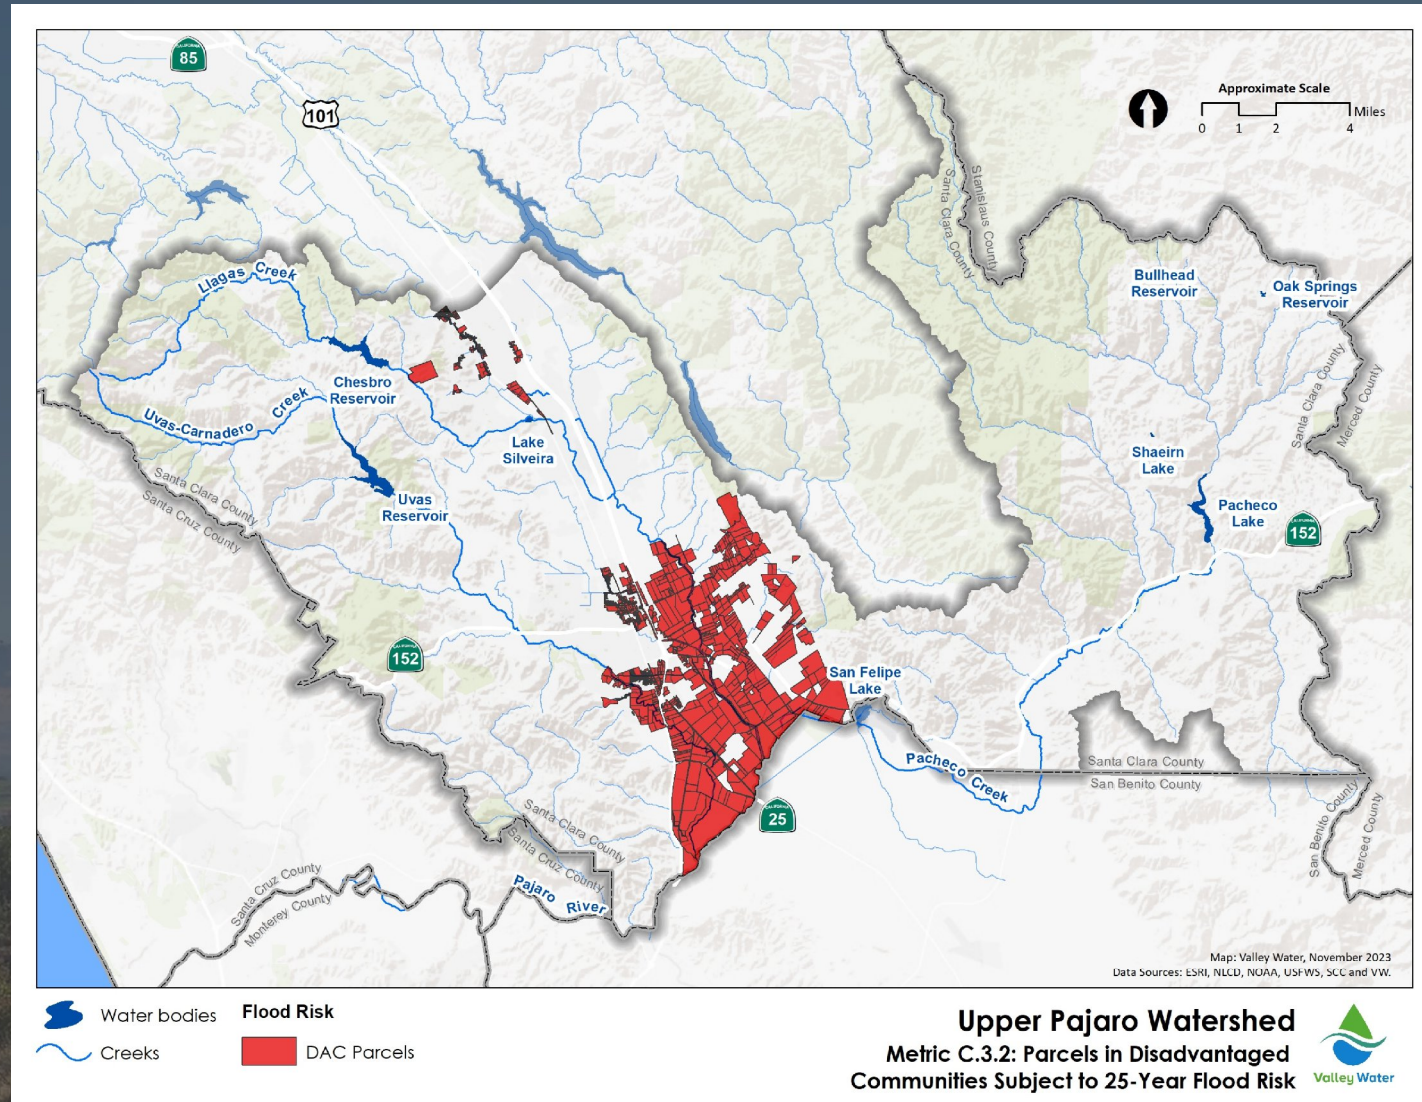 CALIFORNIA
85
101
Approximate Scale
Miles
0 1 2 4
Stanislaus County
Santa Clara County
Llagas Creek
Bullhead
Reservoir
Oak Springs
Reservoir
Chesbro
Reservoir
Santa Clara County
Merced County
Uvas-Carnadero Creek
Lake
Silveira
Shaeirn
Lake
Santa Clara County
Santa Cruz County
Uvas
Reservoir
Pacheco
Lake
CALIFORNIA
152
CALIFORNIA
152
San Felipe
Lake
Pacheco Creek
Santa Clara County
San Benito County
CALIFORNIA
25
Santa Clara County
Santa Cruz County
San Benito County
Merced County
Santa Cruz County
Monterey County
Pajaro River
Map: Valley Water, November 2023
Data Sources: ESRI, NLCD, NOAA, USFWS, SCC and VW.
Water bodies
Creeks
Flood Risk
DAC Parcels
Upper Pajaro Watershed
Metric C.3.2: Parcels in Disadvantaged
Communities Subject to 25-Year Flood Risk
Valley Water